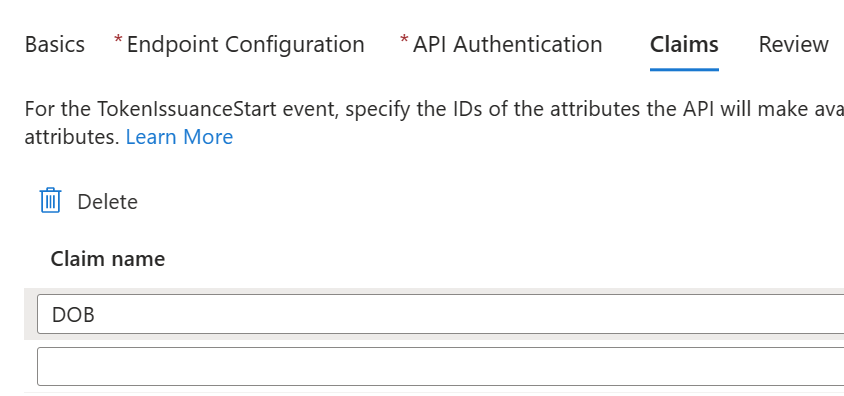 Basics * Endpoint Configuration * API Authentication Claims Review
For the TokenIssuanceStart event, specify the IDs of the attributes the API will make ava
attributes. Learn More
Delete
Claim name
DOB